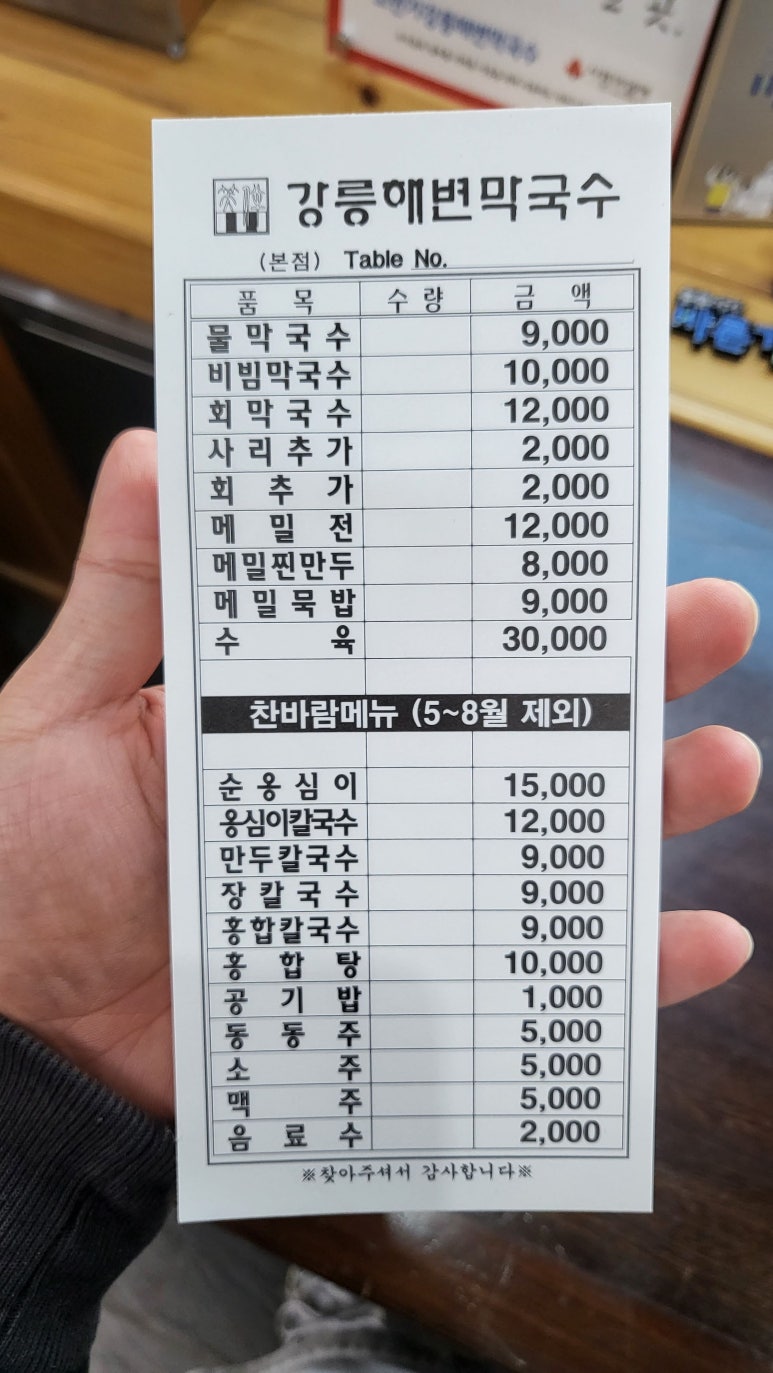 강릉해변막국수
(본점) Table No.
품 목 수 량 금 액
물막국수 9,000
비빔막국수 10,000
회막국수 12,000
사리추가 2,000
회 추 가 2,000
메 밀 전 12,000
메밀찐만두 8,000
메밀묵밥 9,000
수 육 30,000
찬바람메뉴 (5~8월 제외)
순옹심이 15,000
옹심이칼국수 12,000
만두칼국수 9,000
장칼국수 9,000
홍합칼국수 9,000
홍 합 탕 10,000
공 기 밥 1,000
동 동 주 5,000
소 주 5,000
맥 주 5,000
음 료 수 2,000
※찾아주셔서 감사합니다※